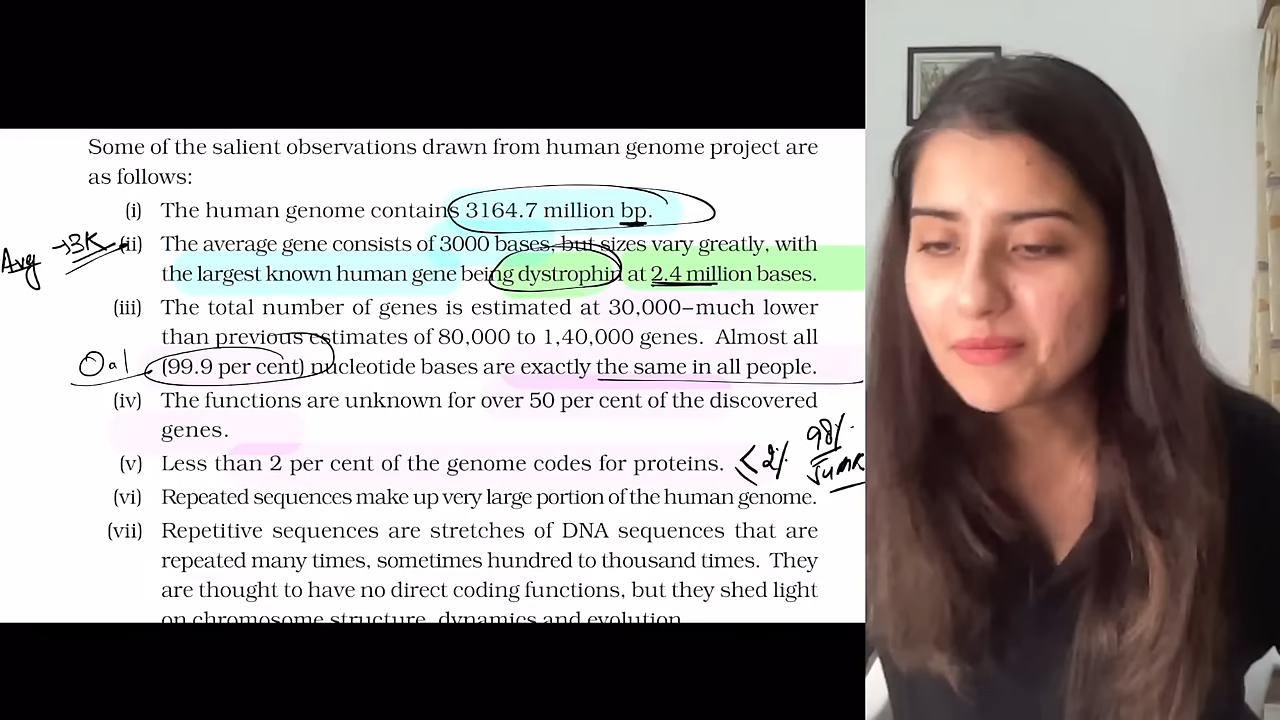 Some of the salient observations drawn from human genome project are
as follows:
(i) The human genome contains 3164.7 million bp.
Avg →3K (ii) The average gene consists of 3000 bases, but sizes vary greatly, with
the largest known human gene being dystrophin at 2.4 million bases.
(iii) The total number of genes is estimated at 30,000–much lower
than previous estimates of 80,000 to 1,40,000 genes. Almost all
0.1 (99.9 per cent) nucleotide bases are exactly the same in all people.
(iv) The functions are unknown for over 50 per cent of the discovered
genes.
98%
(v) Less than 2 per cent of the genome codes for proteins. <2% Junk
(vi) Repeated sequences make up very large portion of the human genome.
(vii) Repetitive sequences are stretches of DNA sequences that are
repeated many times, sometimes hundred to thousand times. They
are thought to have no direct coding functions, but they shed light
on chromosome structure, dynamics and evolution.